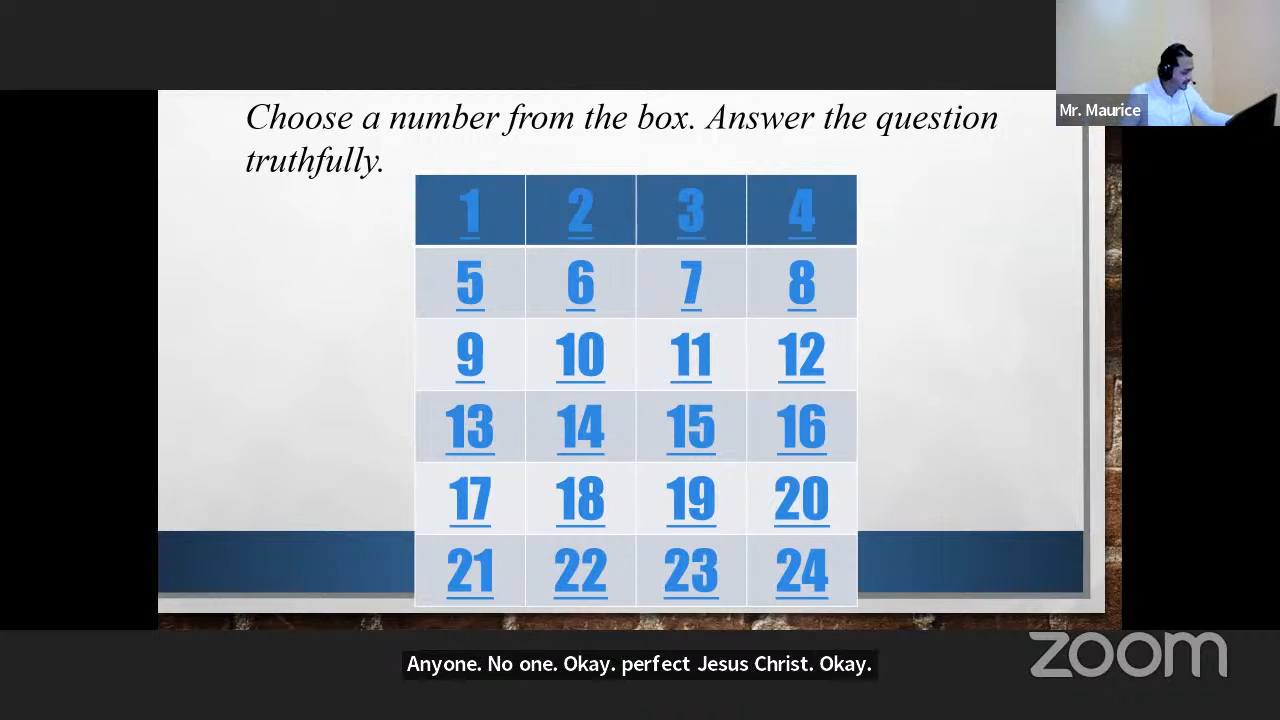 Mr. Maurice
Choose a number from the box. Answer the question
truthfully.
1 2 3 4
5 6 7 8
9 10 11 12
13 14 15 16
17 18 19 20
21 22 23 24
zoom
Anyone. No one. Okay. perfect Jesus Christ. Okay.